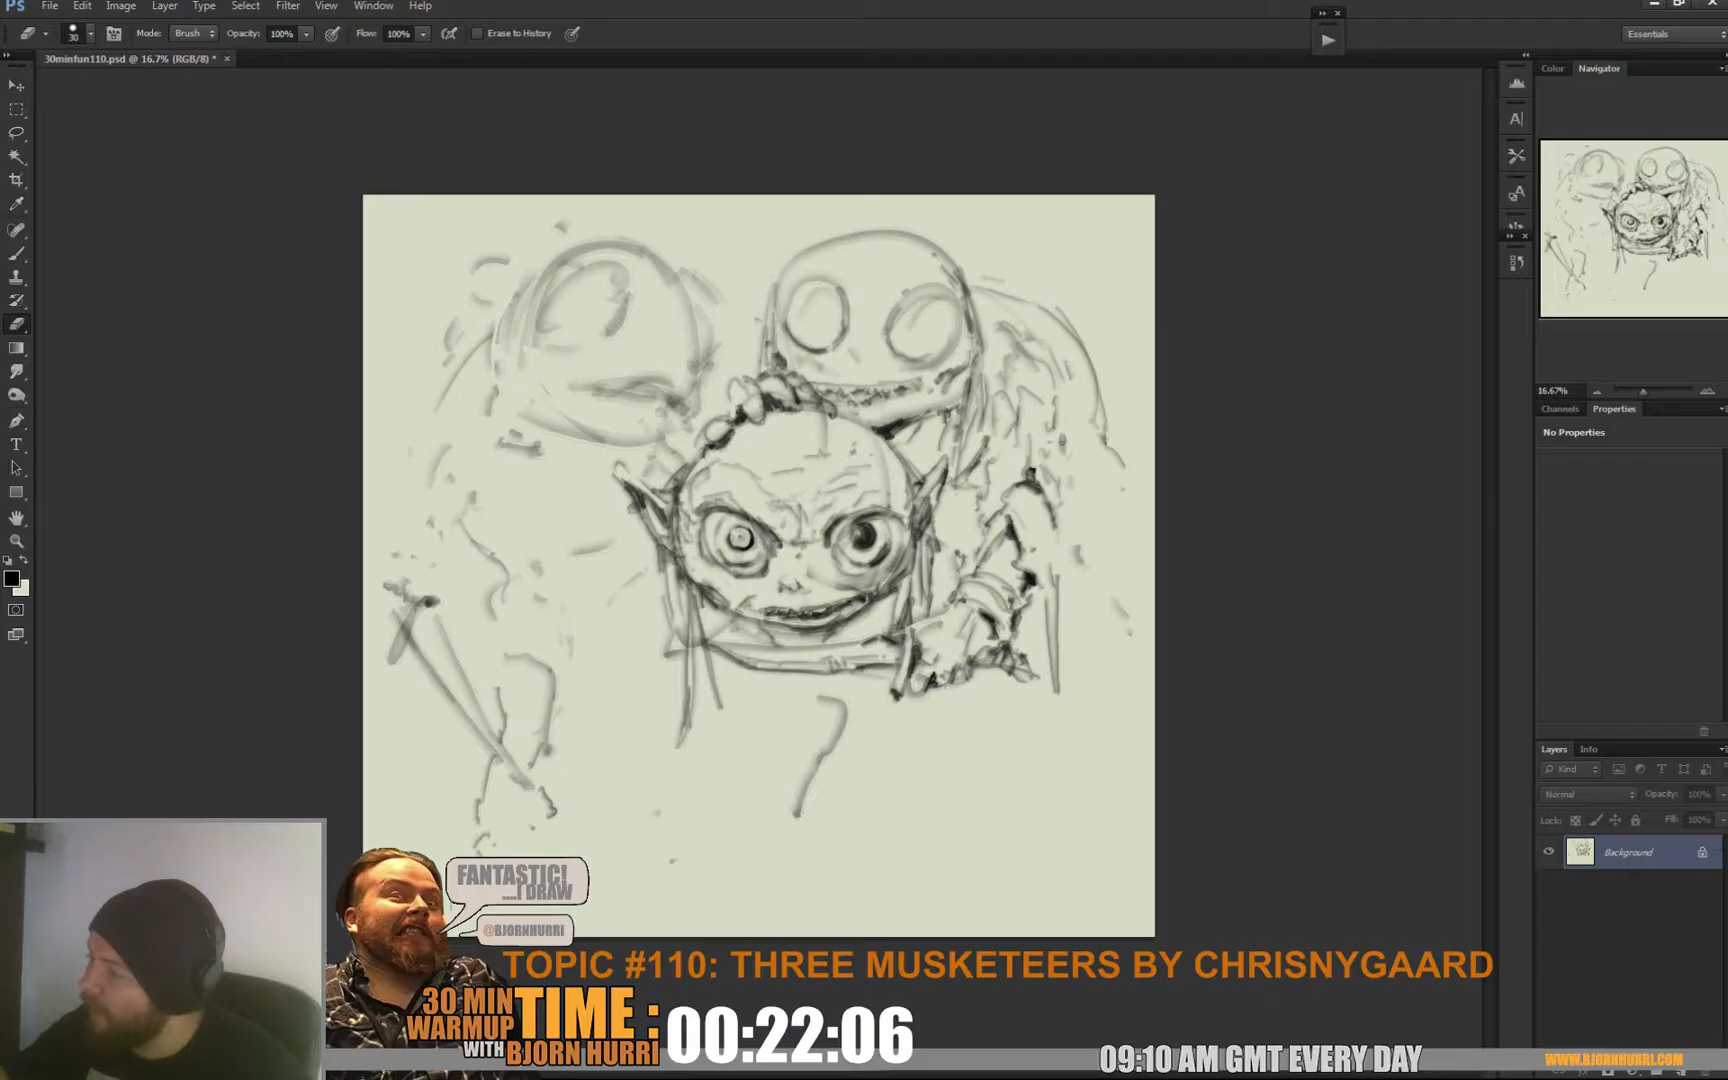 Ps File Edit Image Layer Type Select Filter View Window Help
30 Mode: Brush Opacity: 100% Flow: 100% Erase to History Essentials
30minfun110.psd @ 16.7% (RGB/8) *
Color Navigator
16.67%
Channels Properties
No Properties
Layers Info
Kind
Normal Opacity: 100%
Lock: Fill: 100%
Background
FANTASTIC!
....I DRAW
@BJORNHURRI
TOPIC #110: THREE MUSKETEERS BY CHRISNYGAARD
30 MIN
WARMUP
WITH BJORN HURRI
TIME : 00:22:06
09:10 AM GMT EVERY DAY
WWW.BJORNHURRI.COM